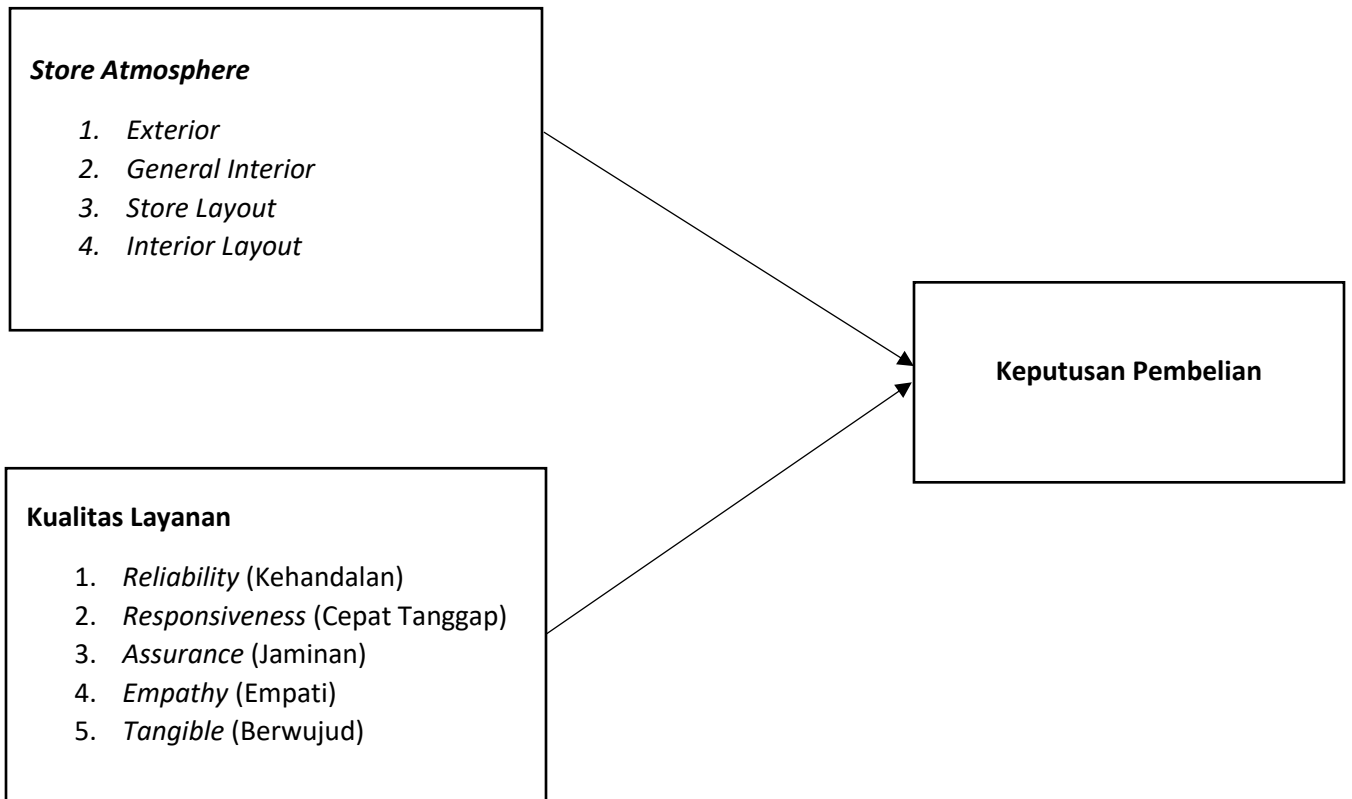 Store Atmosphere
1. Exterior
2. General Interior
3. Store Layout
4. Interior Layout
Keputusan Pembelian
Kualitas Layanan
1. Reliability (Kehandalan)
2. Responsiveness (Cepat Tanggap)
3. Assurance (Jaminan)
4. Empathy (Empati)
5. Tangible (Berwujud)